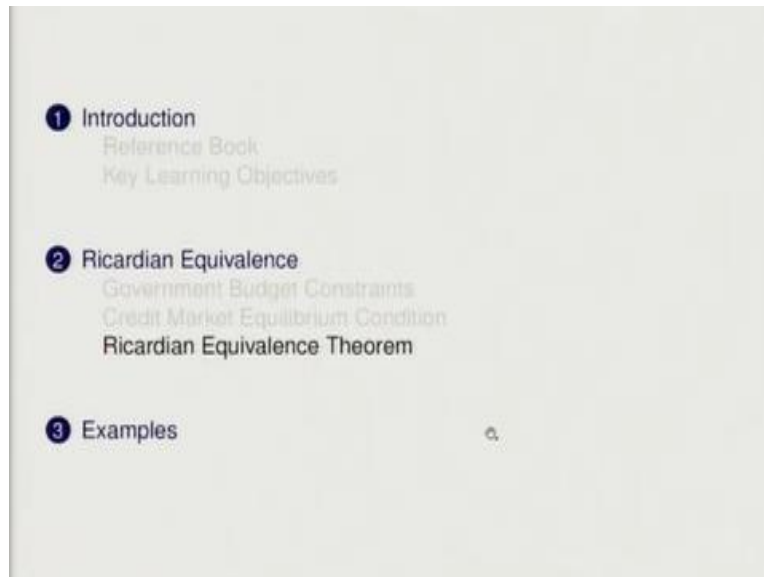 1 Introduction
Reference Book
Key Learning Objectives
2 Ricardian Equivalence
Government Budget Constraints
Credit Market Equilibrium Condition
Ricardian Equivalence Theorem
3 Examples